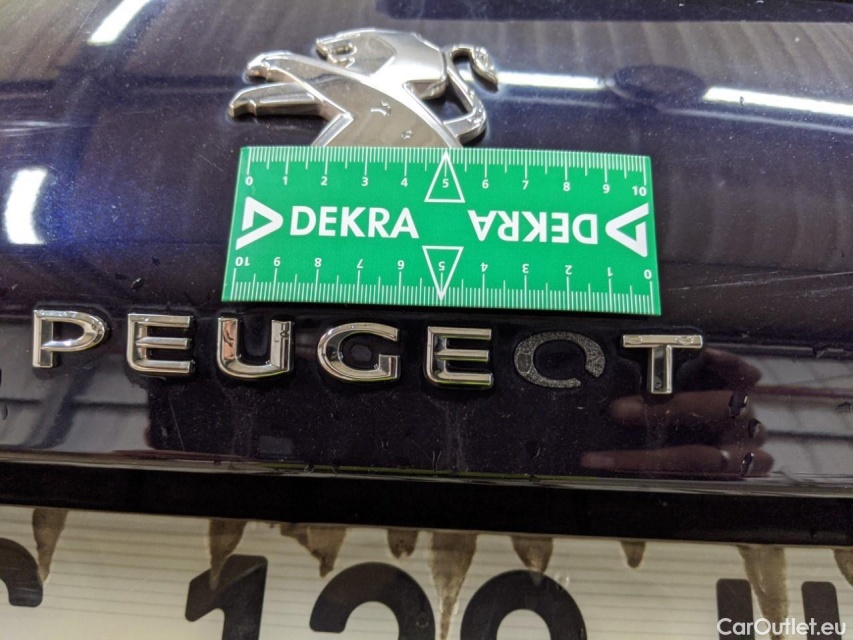 0 1 2 3 4 5 6 7 8 9 10
DEKRA DEKRA
10 9 8 7 6 5 4 3 2 1 0
PEUGEOT
CarOutlet.eu